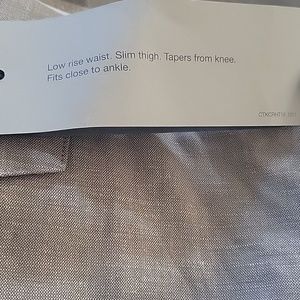 Low rise waist. Slim thigh. Tapers from knee.
Fits close to ankle.